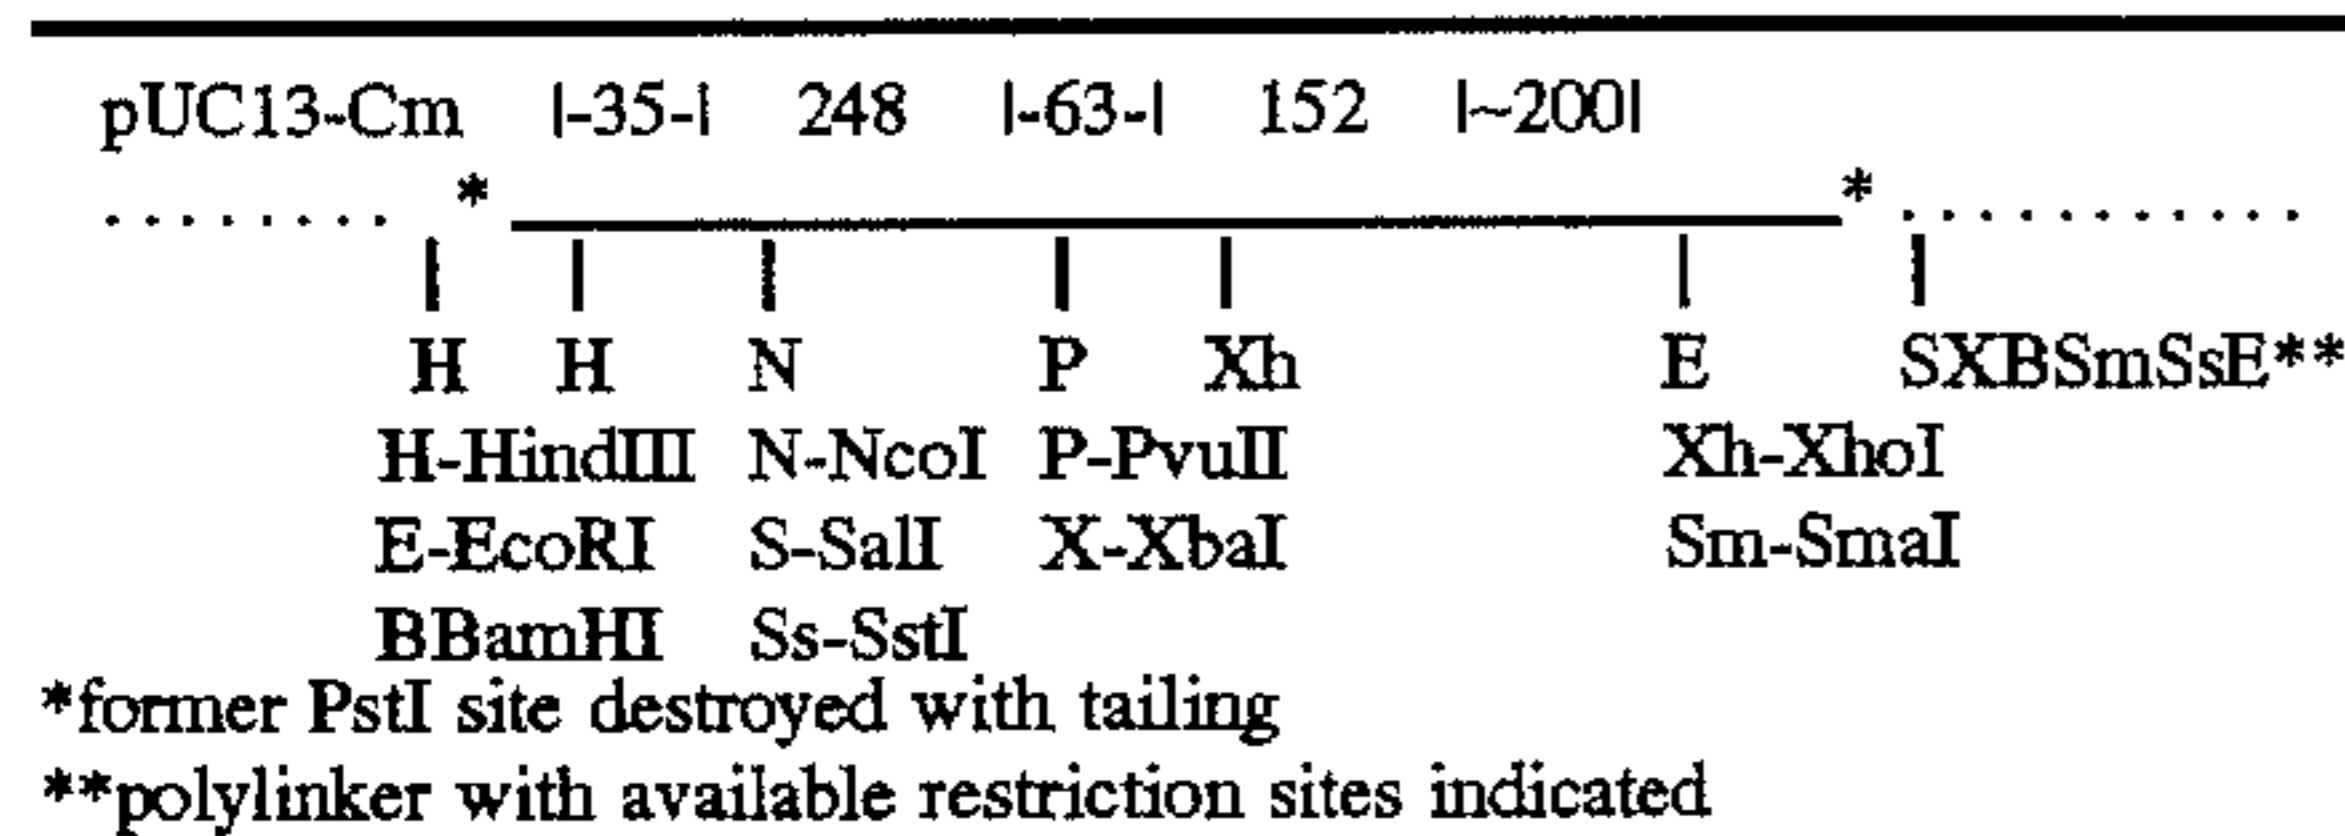 pUC13-Cm |-35-| 248 |-63-| 152 |~200|
* *
H H N P Xh E SXBSmSsE**
H-HindIII N-NcoI P-PvuII Xh-XhoI
E-EcoRI S-SalI X-XbaI Sm-SmaI
BBamHI Ss-SstI
*former PstI site destroyed with tailing
**polylinker with available restriction sites indicated